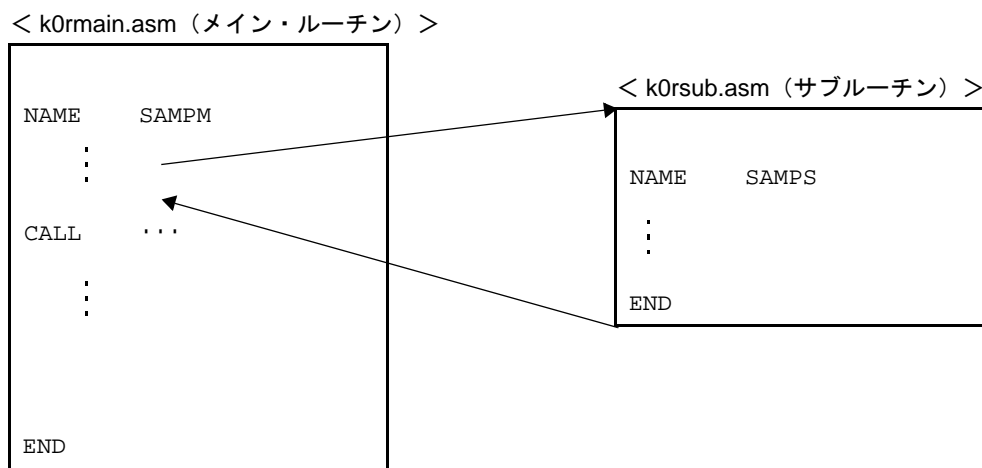 < k0rmain.asm（メイン・ルーチン）>
NAME SAMPM
CALL ...
END
< k0rsub.asm（サブルーチン）>
NAME SAMPS
END